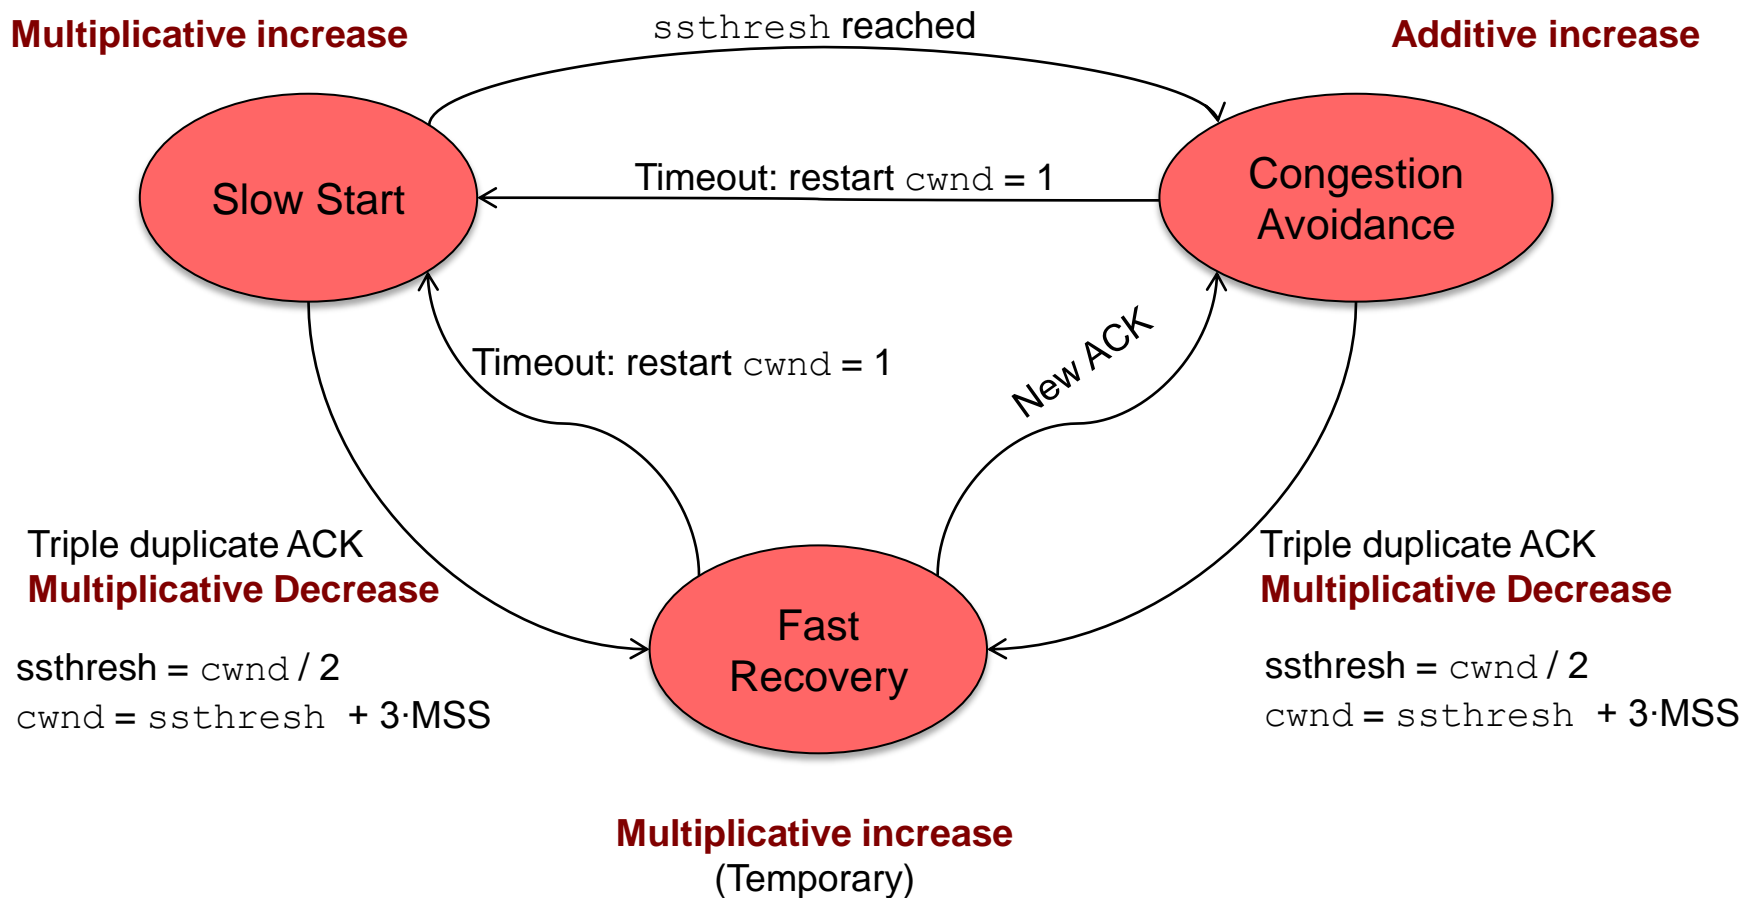 Multiplicative increase
ssthresh reached
Additive increase
Slow Start
Timeout: restart cwnd = 1
Congestion
Avoidance
Timeout: restart cwnd = 1
New ACK
Triple duplicate ACK
Multiplicative Decrease
ssthresh = cwnd / 2
cwnd = ssthresh + 3·MSS
Fast
Recovery
Triple duplicate ACK
Multiplicative Decrease
ssthresh = cwnd / 2
cwnd = ssthresh + 3·MSS
Multiplicative increase
(Temporary)